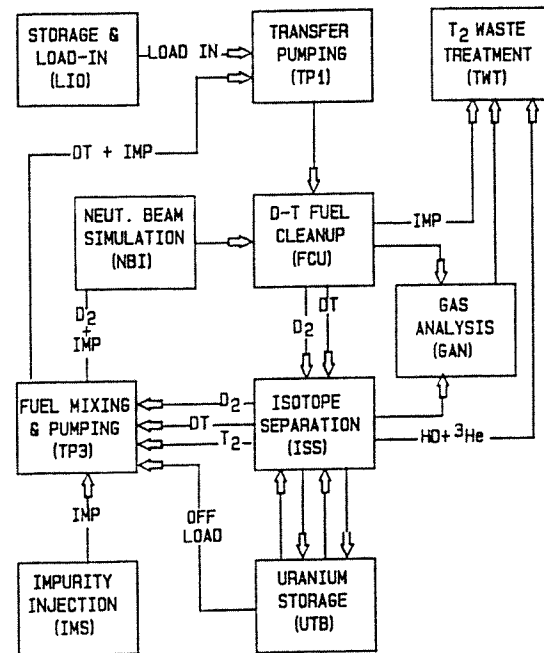 STORAGE &
LOAD-IN
(LIO)
LOAD IN
TRANSFER
PUMPING
(TP1)
T2 WASTE
TREATMENT
(TWT)
DT + IMP
NEUT. BEAM
SIMULATION
(NBI)
D-T FUEL
CLEANUP
(FCU)
IMP
D2
+
IMP
D2
DT
GAS
ANALYSIS
(GAN)
FUEL MIXING
& PUMPING
(TP3)
D2
DT
T2
ISOTOPE
SEPARATION
(ISS)
HD+ ³He
IMP
OFF
LOAD
IMPURITY
INJECTION
(IMS)
URANIUM
STORAGE
(UTB)